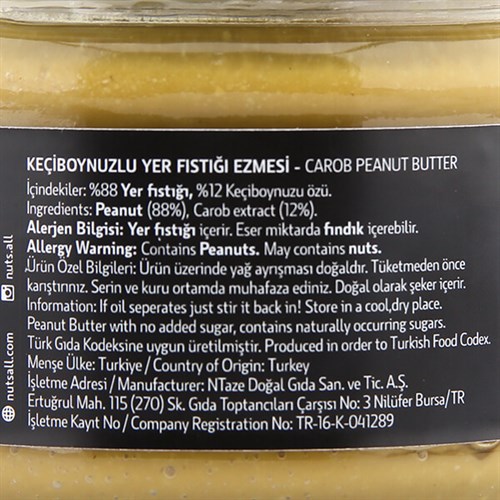 KEÇİBOYNUZLU YER FISTIĞI EZMESİ - CAROB PEANUT BUTTER
İçindekiler: %88 Yer fıstığı, %12 Keçiboynuzu özü.
Ingredients: Peanut (88%), Carob extract (12%).
Alerjen Bilgisi: Yer fıstığı içerir. Eser miktarda fındık içerebilir.
Allergy Warning: Contains Peanuts. May contains nuts.
Ürün Özel Bilgileri: Ürün üzerinde yağ ayrışması doğaldır. Tüketmeden önce
karıştırınız. Serin ve kuru ortamda muhafaza ediniz. Doğal olarak şeker içerir.
Information: If oil seperates just stir it back in! Store in a cool,dry place.
Peanut Butter with no added sugar, contains naturally occurring sugars.
Türk Gıda Kodeksine uygun üretilmiştir. Produced in order to Turkish Food Codex.
Menşe Ülke: Turkiye / Country of Origin: Turkey
İşletme Adresi / Manufacturer: NTaze Doğal Gıda San. ve Tic. A.Ş.
Ertuğrul Mah. 115 (270) Sk. Gıda Toptancıları Çarşısı No: 3 Nilüfer Bursa/TR
İşletme Kayıt No / Company Registration No: TR-16-K-041289
nutsall.com
nuts.all